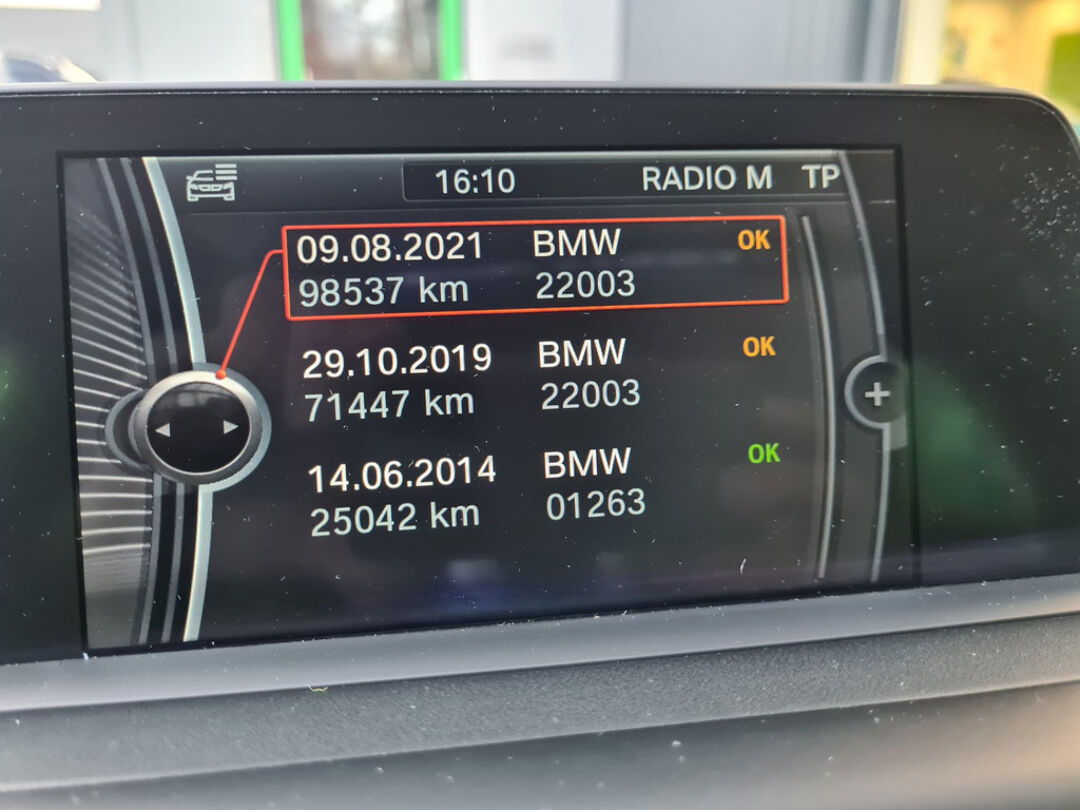 16:10 RADIO M TP
09.08.2021 BMW OK
98537 km 22003
29.10.2019 BMW OK
71447 km 22003
14.06.2014 BMW OK
25042 km 01263
+